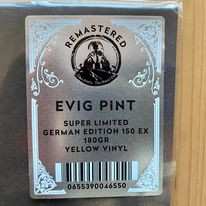 REMASTERED
EVIG PINT
SUPER LIMITED
GERMAN EDITION 150 EX
180GR
YELLOW VINYL
0655390046550